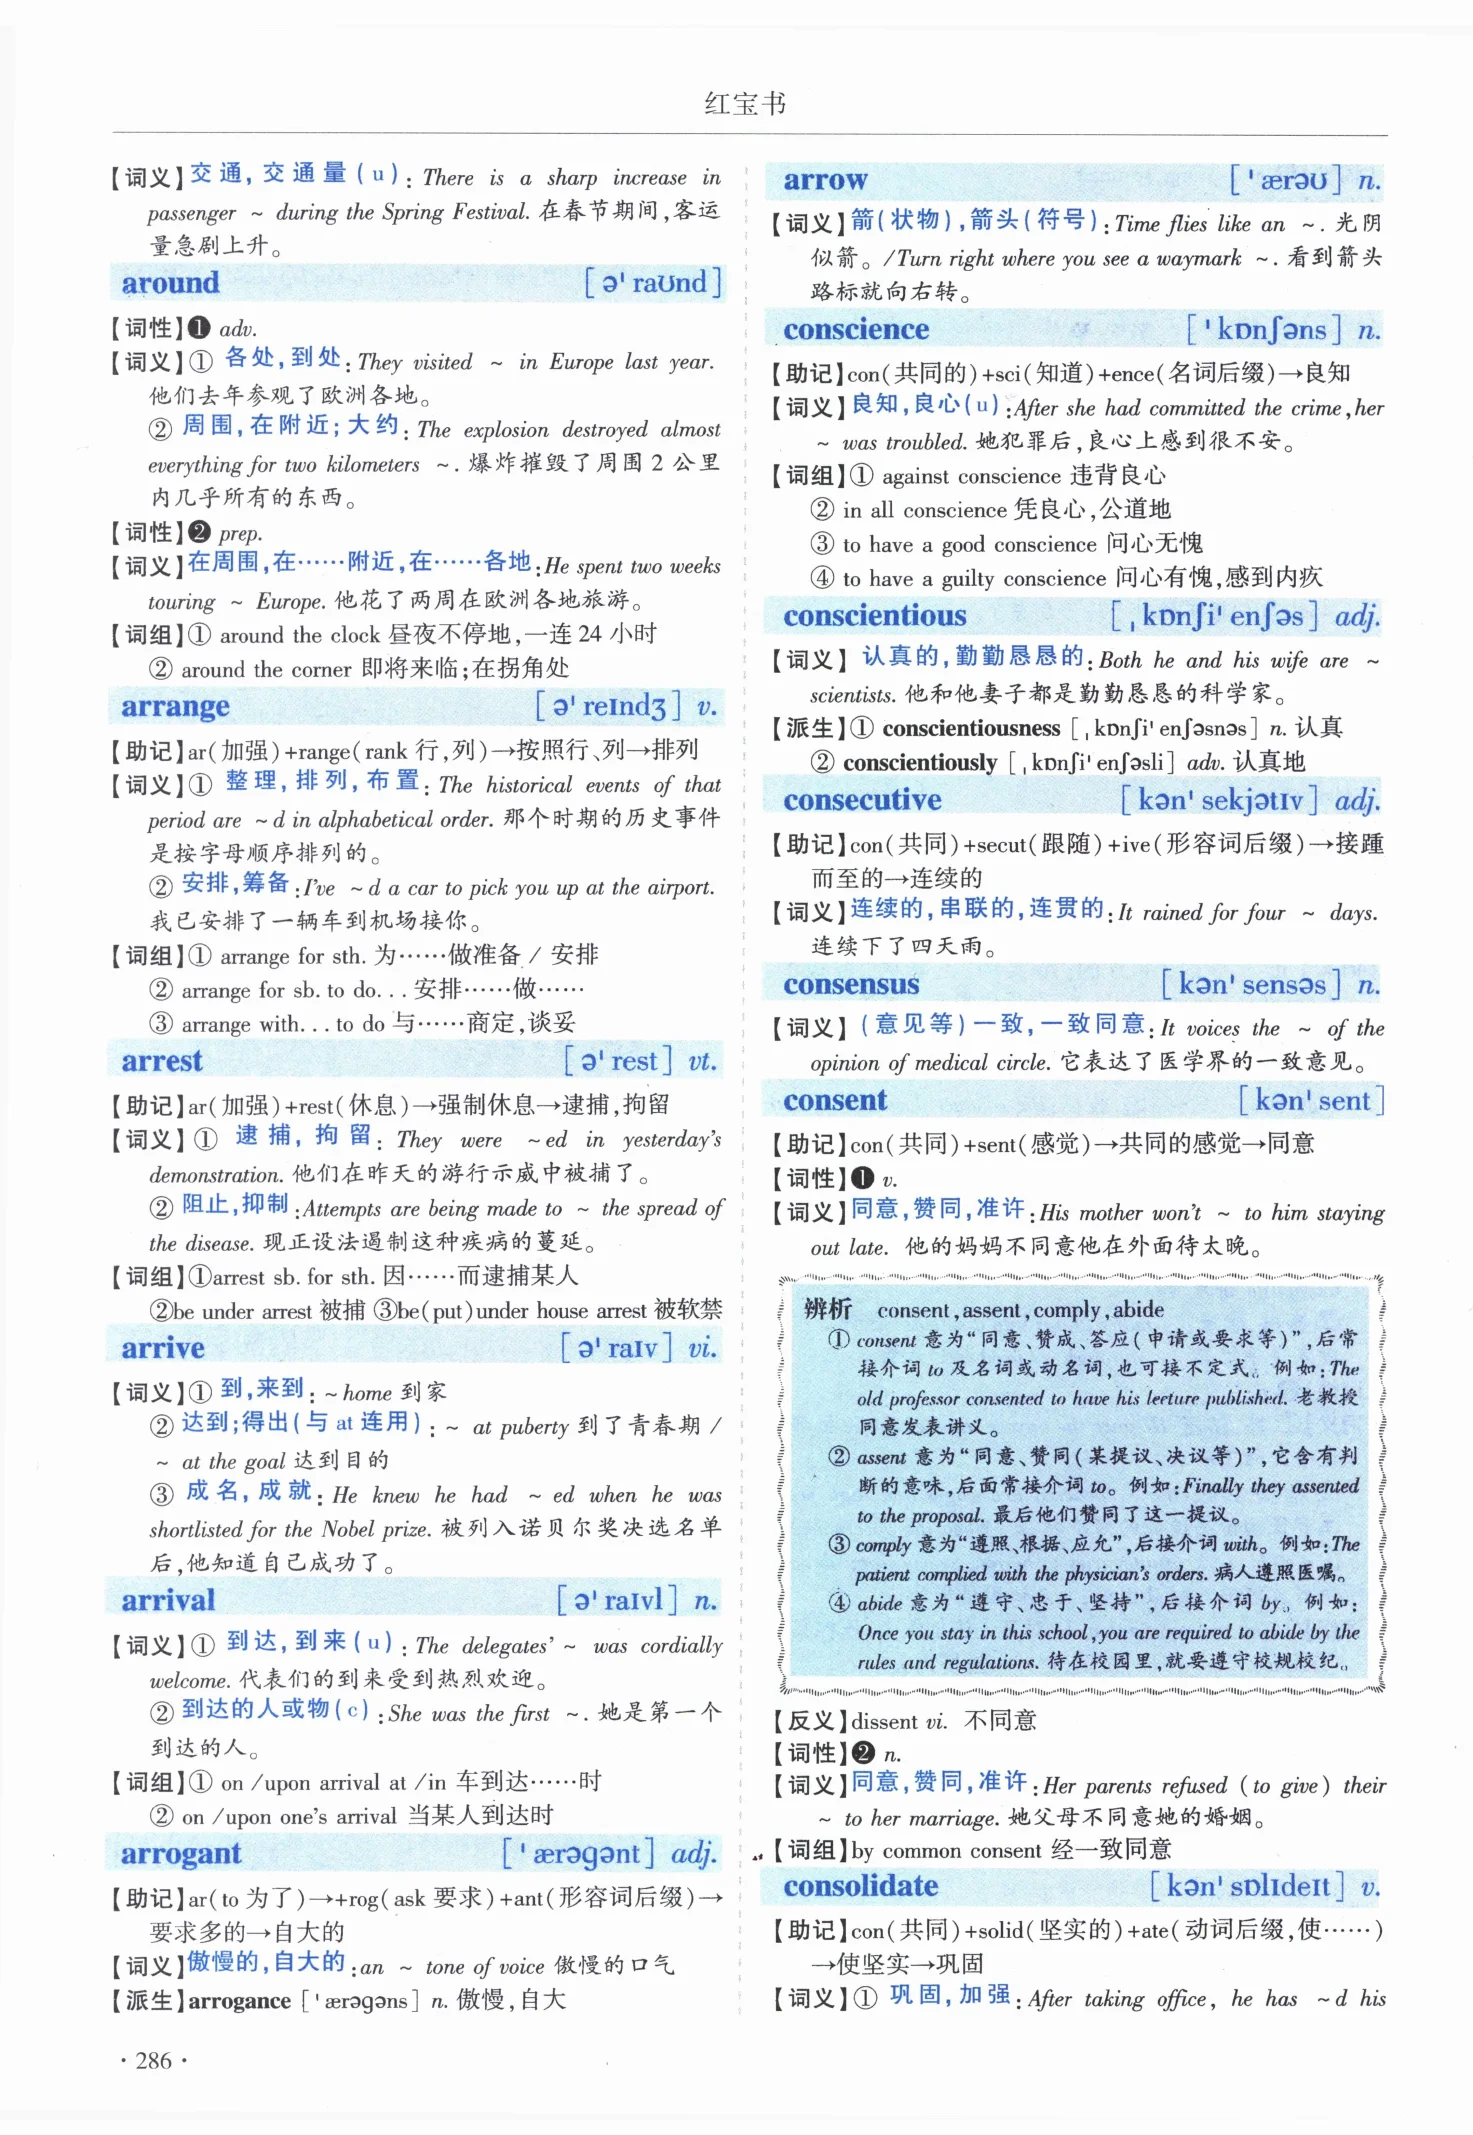 红宝书
【词义】交通,交通量(u): There is a sharp increase in
passenger ~ during the Spring Festival. 在春节期间,客运
量急剧上升。
around [ə'raʊnd]
【词性】❶ adv.
【词义】① 各处,到处: They visited ~ in Europe last year.
他们去年参观了欧洲各地。
② 周围,在附近;大约: The explosion destroyed almost
everything for two kilometers ~. 爆炸摧毁了周围 2 公里
内几乎所有的东西。
【词性】❷ prep.
【词义】在周围,在……附近,在……各地:He spent two weeks
touring ~ Europe. 他花了两周在欧洲各地旅游。
【词组】① around the clock 昼夜不停地,一连 24 小时
② around the corner 即将来临;在拐角处
arrange [ə'reɪndʒ] v.
【助记】ar(加强)+range(rank 行,列)→按照行、列→排列
【词义】① 整理,排列,布置: The historical events of that
period are ~d in alphabetical order. 那个时期的历史事件
是按字母顺序排列的。
② 安排,筹备:I've ~d a car to pick you up at the airport.
我已安排了一辆车到机场接你。
【词组】① arrange for sth. 为……做准备 / 安排
② arrange for sb. to do... 安排……做……
③ arrange with... to do 与……商定,谈妥
arrest [ə'rest] vt.
【助记】ar(加强)+rest(休息)→强制休息→逮捕,拘留
【词义】① 逮捕,拘留: They were ~ed in yesterday's
demonstration. 他们在昨天的游行示威中被捕了。
② 阻止,抑制:Attempts are being made to ~ the spread of
the disease. 现正设法遏制这种疾病的蔓延。
【词组】①arrest sb. for sth. 因……而逮捕某人
②be under arrest 被捕 ③be(put)under house arrest 被软禁
arrive [ə'raɪv] vi.
【词义】① 到,来到: ~home 到家
② 达到;得出(与 at 连用): ~ at puberty 到了青春期 /
~ at the goal 达到目的
③ 成名,成就: He knew he had ~ed when he was
shortlisted for the Nobel prize. 被列入诺贝尔奖决选名单
后,他知道自己成功了。
arrival [ə'raɪvl] n.
【词义】① 到达,到来(u): The delegates' ~ was cordially
welcome. 代表们的到来受到热烈欢迎。
② 到达的人或物(c):She was the first ~. 她是第一个
到达的人。
【词组】① on /upon arrival at /in 车到达……时
② on /upon one's arrival 当某人到达时
arrogant ['ærəgənt] adj.
【助记】ar(to 为了)→+rog(ask 要求)+ant(形容词后缀)→
要求多的→自大的
【词义】傲慢的,自大的:an ~ tone of voice 傲慢的口气
【派生】arrogance ['ærəgəns] n. 傲慢,自大
· 286 ·
arrow ['ærəʊ] n.
【词义】箭(状物),箭头(符号):Time flies like an ~. 光阴
似箭。/Turn right where you see a waymark ~. 看到箭头
路标就向右转。
conscience ['kɒnʃəns] n.
【助记】con(共同的)+sci(知道)+ence(名词后缀)→良知
【词义】良知,良心(u):After she had committed the crime,her
~ was troubled. 她犯罪后,良心上感到很不安。
【词组】① against conscience 违背良心
② in all conscience 凭良心,公道地
③ to have a good conscience 问心无愧
④ to have a guilty conscience 问心有愧,感到内疚
conscientious [ˌkɒnʃi'enʃəs] adj.
【词义】 认真的,勤勤恳恳的:Both he and his wife are ~
scientists. 他和他妻子都是勤勤恳恳的科学家。
【派生】① conscientiousness [ˌkɒnʃi'enʃəsnəs] n. 认真
② conscientiously [ˌkɒnʃi'enʃəsli] adv. 认真地
consecutive [kən'sekjətɪv] adj.
【助记】con(共同)+secut(跟随)+ive(形容词后缀)→接踵
而至的→连续的
【词义】连续的,串联的,连贯的:It rained for four ~ days.
连续下了四天雨。
consensus [kən'sensəs] n.
【词义】(意见等)一致,一致同意:It voices the ~ of the
opinion of medical circle. 它表达了医学界的一致意见。
consent [kən'sent]
【助记】con(共同)+sent(感觉)→共同的感觉→同意
【词性】❶ v.
【词义】同意,赞同,准许:His mother won't ~ to him staying
out late. 他的妈妈不同意他在外面待太晚。
辨析 consent,assent,comply,abide
① consent 意为“同意、赞成、答应(申请或要求等)”,后常
接介词 to 及名词或动名词,也可接不定式。例如:The
old professor consented to have his lecture published. 老教授
同意发表讲义。
② assent 意为“同意、赞同(某提议、决议等)”,它含有判
断的意味,后面常接介词 to。例如:Finally they assented
to the proposal. 最后他们赞同了这一提议。
③ comply 意为“遵照、根据、应允”,后接介词 with。例如:The
patient complied with the physician's orders. 病人遵照医嘱。
④ abide 意为“遵守、忠于、坚持”,后接介词 by。例如:
Once you stay in this school,you are required to abide by the
rules and regulations. 待在校园里,就要遵守校规校纪。
【反义】dissent vi. 不同意
【词性】❷ n.
【词义】同意,赞同,准许:Her parents refused (to give) their
~ to her marriage. 她父母不同意她的婚姻。
【词组】by common consent 经一致同意
consolidate [kən'sɒlɪdeɪt] v.
【助记】con(共同)+solid(坚实的)+ate(动词后缀,使……)
→使坚实→巩固
【词义】① 巩固,加强:After taking office, he has ~d his